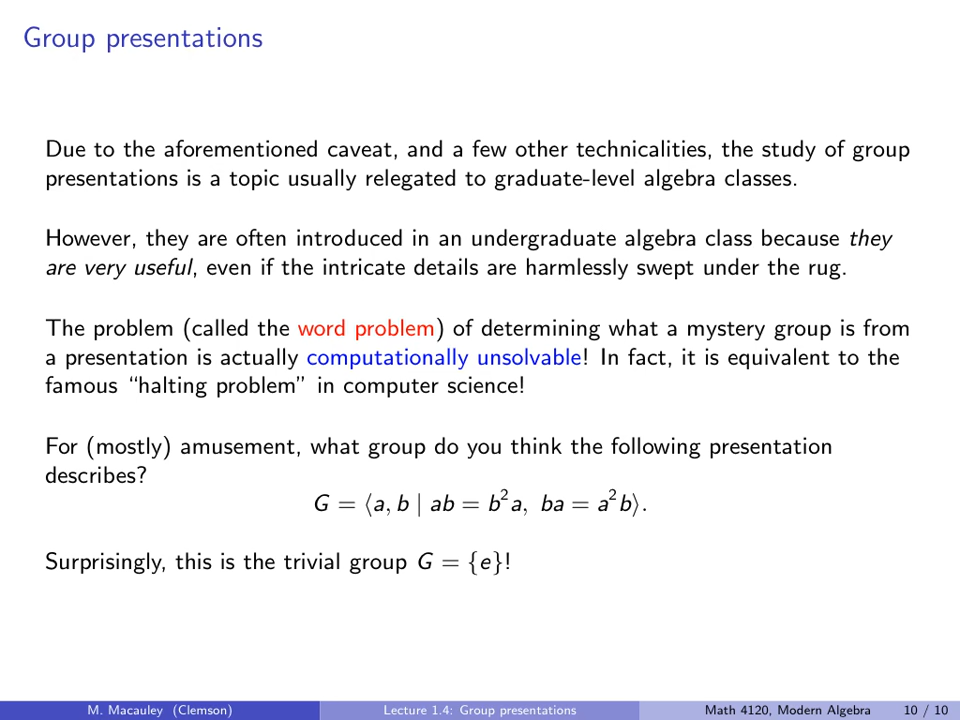 Group presentations
Due to the aforementioned caveat, and a few other technicalities, the study of group
presentations is a topic usually relegated to graduate-level algebra classes.
However, they are often introduced in an undergraduate algebra class because they
are very useful, even if the intricate details are harmlessly swept under the rug.
The problem (called the word problem) of determining what a mystery group is from
a presentation is actually computationally unsolvable! In fact, it is equivalent to the
famous “halting problem” in computer science!
For (mostly) amusement, what group do you think the following presentation
describes?
G = ⟨a, b | ab = b²a, ba = a²b⟩.
Surprisingly, this is the trivial group G = {e}!
M. Macauley (Clemson) Lecture 1.4: Group presentations Math 4120, Modern Algebra 10 / 10